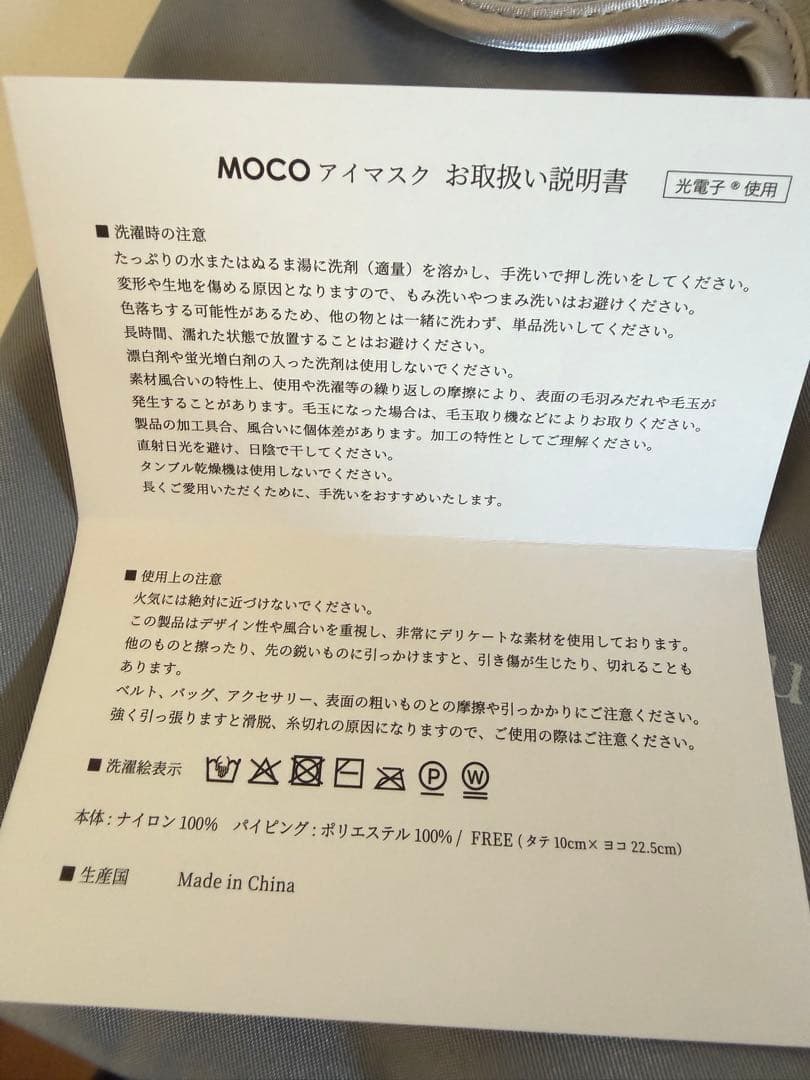 MOCO アイマスク お取扱い説明書
光電子®使用
■ 洗濯時の注意
たっぷりの水またはぬるま湯に洗剤（適量）を溶かし、手洗いで押し洗いをしてください。
変形や生地を傷める原因となりますので、もみ洗いやつまみ洗いはお避けください。
色落ちする可能性があるため、他の物とは一緒に洗わず、単品洗いしてください。
長時間、濡れた状態で放置することはお避けください。
漂白剤や蛍光増白剤の入った洗剤は使用しないでください。
素材風合いの特性上、使用や洗濯等の繰り返しの摩擦により、表面の毛羽みだれや毛玉が
発生することがあります。毛玉になった場合は、毛玉取り機などによりお取りください。
製品の加工具合、風合いに個体差があります。加工の特性としてご理解ください。
直射日光を避け、日陰で干してください。
タンブル乾燥機は使用しないでください。
長くご愛用いただくために、手洗いをおすすめいたします。
■ 使用上の注意
火気には絶対に近づけないでください。
この製品はデザイン性や風合いを重視し、非常にデリケートな素材を使用しております。
他のものと擦ったり、先の鋭いものに引っかけますと、引き傷が生じたり、切れることも
あります。
ベルト、バッグ、アクセサリー、表面の粗いものとの摩擦や引っかかりにご注意ください。
強く引っ張りますと滑脱、糸切れの原因になりますので、ご使用の際はご注意ください。
■ 洗濯絵表示 P W
本体 : ナイロン 100% パイピング : ポリエステル 100% / FREE ( タテ 10cm× ヨコ 22.5cm)
■ 生産国 Made in China